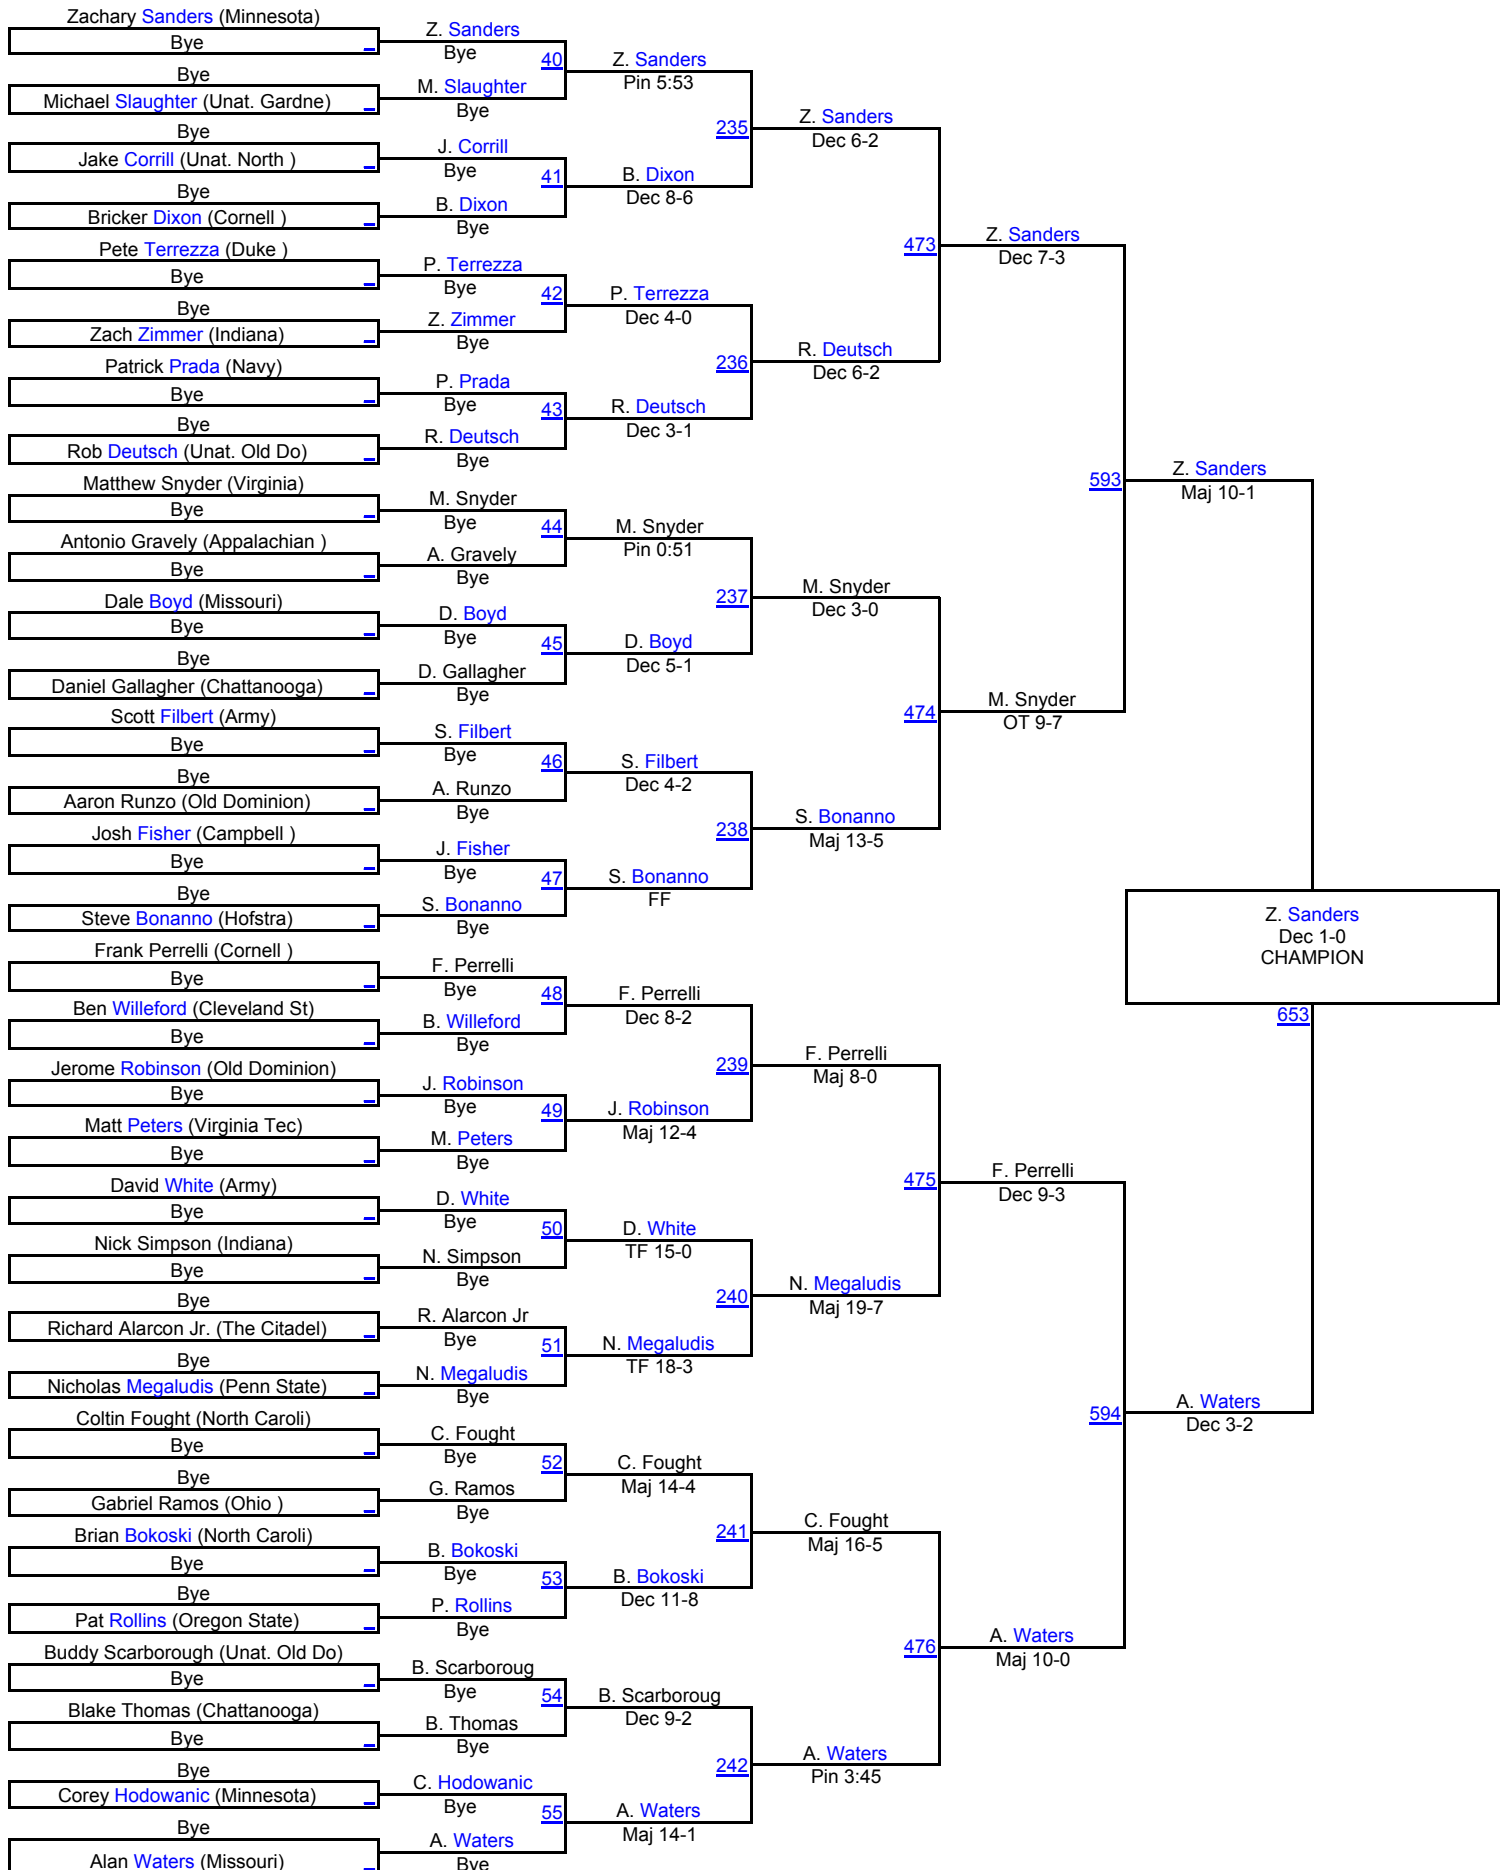 Zachary Sanders (Minnesota)
Bye
Bye
Michael Slaughter (Unat. Gardne)
Bye
Jake Corrill (Unat. North )
Bye
Bricker Dixon (Cornell )
Pete Terrezza (Duke )
Bye
Bye
Zach Zimmer (Indiana)
Patrick Prada (Navy)
Bye
Bye
Rob Deutsch (Unat. Old Do)
Matthew Snyder (Virginia)
Bye
Antonio Gravely (Appalachian )
Bye
Dale Boyd (Missouri)
Bye
Bye
Daniel Gallagher (Chattanooga)
Scott Filbert (Army)
Bye
Bye
Aaron Runzo (Old Dominion)
Josh Fisher (Campbell )
Bye
Bye
Steve Bonanno (Hofstra)
Frank Perrelli (Cornell )
Bye
Ben Willeford (Cleveland St)
Bye
Jerome Robinson (Old Dominion)
Bye
Matt Peters (Virginia Tec)
Bye
David White (Army)
Bye
Nick Simpson (Indiana)
Bye
Bye
Richard Alarcon Jr. (The Citadel)
Bye
Nicholas Megaludis (Penn State)
Coltin Fought (North Caroli)
Bye
Bye
Gabriel Ramos (Ohio )
Brian Bokoski (North Caroli)
Bye
Bye
Pat Rollins (Oregon State)
Buddy Scarborough (Unat. Old Do)
Bye
Blake Thomas (Chattanooga)
Bye
Bye
Corey Hodowanic (Minnesota)
Bye
Alan Waters (Missouri)
Z. Sanders
Bye
40
M. Slaughter
Bye
J. Corrill
Bye
41
B. Dixon
Bye
P. Terrezza
Bye
42
Z. Zimmer
Bye
P. Prada
Bye
43
R. Deutsch
Bye
M. Snyder
Bye
44
A. Gravely
Bye
D. Boyd
Bye
45
D. Gallagher
Bye
S. Filbert
Bye
46
A. Runzo
Bye
J. Fisher
Bye
47
S. Bonanno
Bye
F. Perrelli
Bye
48
B. Willeford
Bye
J. Robinson
Bye
49
M. Peters
Bye
D. White
Bye
50
N. Simpson
Bye
R. Alarcon Jr
Bye
51
N. Megaludis
Bye
C. Fought
Bye
52
G. Ramos
Bye
B. Bokoski
Bye
53
P. Rollins
Bye
B. Scarboroug
Bye
54
B. Thomas
Bye
C. Hodowanic
Bye
55
A. Waters
Bye
Z. Sanders
Pin 5:53
235
B. Dixon
Dec 8-6
P. Terrezza
Dec 4-0
236
R. Deutsch
Dec 3-1
M. Snyder
Pin 0:51
237
D. Boyd
Dec 5-1
S. Filbert
Dec 4-2
238
S. Bonanno
FF
F. Perrelli
Dec 8-2
239
J. Robinson
Maj 12-4
D. White
TF 15-0
240
N. Megaludis
TF 18-3
C. Fought
Maj 14-4
241
B. Bokoski
Dec 11-8
B. Scarboroug
Dec 9-2
242
A. Waters
Maj 14-1
Z. Sanders
Dec 6-2
473
R. Deutsch
Dec 6-2
M. Snyder
Dec 3-0
474
S. Bonanno
Maj 13-5
F. Perrelli
Maj 8-0
475
N. Megaludis
Maj 19-7
C. Fought
Maj 16-5
476
A. Waters
Pin 3:45
Z. Sanders
Dec 7-3
593
M. Snyder
OT 9-7
F. Perrelli
Dec 9-3
594
A. Waters
Maj 10-0
Z. Sanders
Maj 10-1
A. Waters
Dec 3-2
Z. Sanders
Dec 1-0
CHAMPION
653